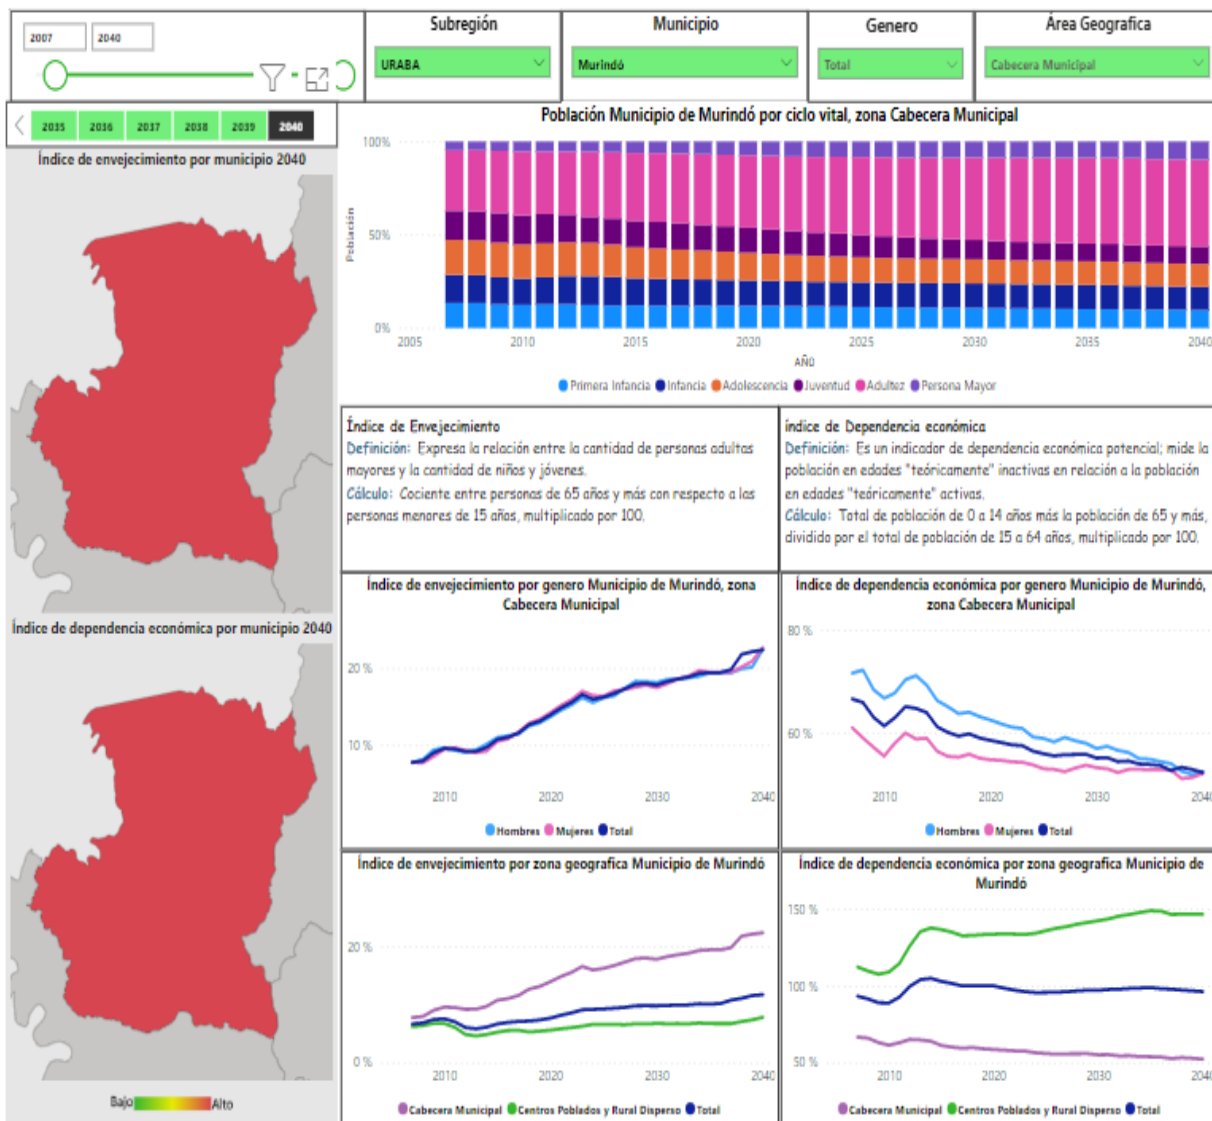 2007
2040
Subregión
URABA
Municipio
Murindó
Genero
Total
Área Geografica
Cabecera Municipal
2035 2036 2037 2038 2039 2040
Índice de envejecimiento por municipio 2040
Población Municipio de Murindó por ciclo vital, zona Cabecera Municipal
100%
50%
0%
Población
2005 2010 2015 2020 2025 2030 2035 2040
AÑO
Primera Infancia Infancia Adolescencia Juventud Adultez Persona Mayor
Índice de Envejecimiento
Definición: Expresa la relación entre la cantidad de personas adultas
mayores y la cantidad de niños y jóvenes.
Cálculo: Cociente entre personas de 65 años y más con respecto a las
personas menores de 15 años, multiplicado por 100.
índice de Dependencia económica
Definición: Es un indicador de dependencia económica potencial; mide la
población en edades "teóricamente" inactivas en relación a la población
en edades "teóricamente" activas.
Cálculo: Total de población de 0 a 14 años más la población de 65 y más,
dividido por el total de población de 15 a 64 años, multiplicado por 100.
Índice de envejecimiento por genero Municipio de Murindó, zona
Cabecera Municipal
20 %
10 %
2010 2020 2030 2040
Hombres Mujeres Total
Índice de dependencia económica por genero Municipio de Murindó,
zona Cabecera Municipal
80 %
60 %
2010 2020 2030 2040
Hombres Mujeres Total
Índice de dependencia económica por municipio 2040
Bajo Alto
Índice de envejecimiento por zona geografica Municipio de Murindó
20 %
0 %
2010 2020 2030 2040
Cabecera Municipal Centros Poblados y Rural Disperso Total
Índice de dependencia económica por zona geografica Municipio de
Murindó
150 %
100 %
50 %
2010 2020 2030 2040
Cabecera Municipal Centros Poblados y Rural Disperso Total